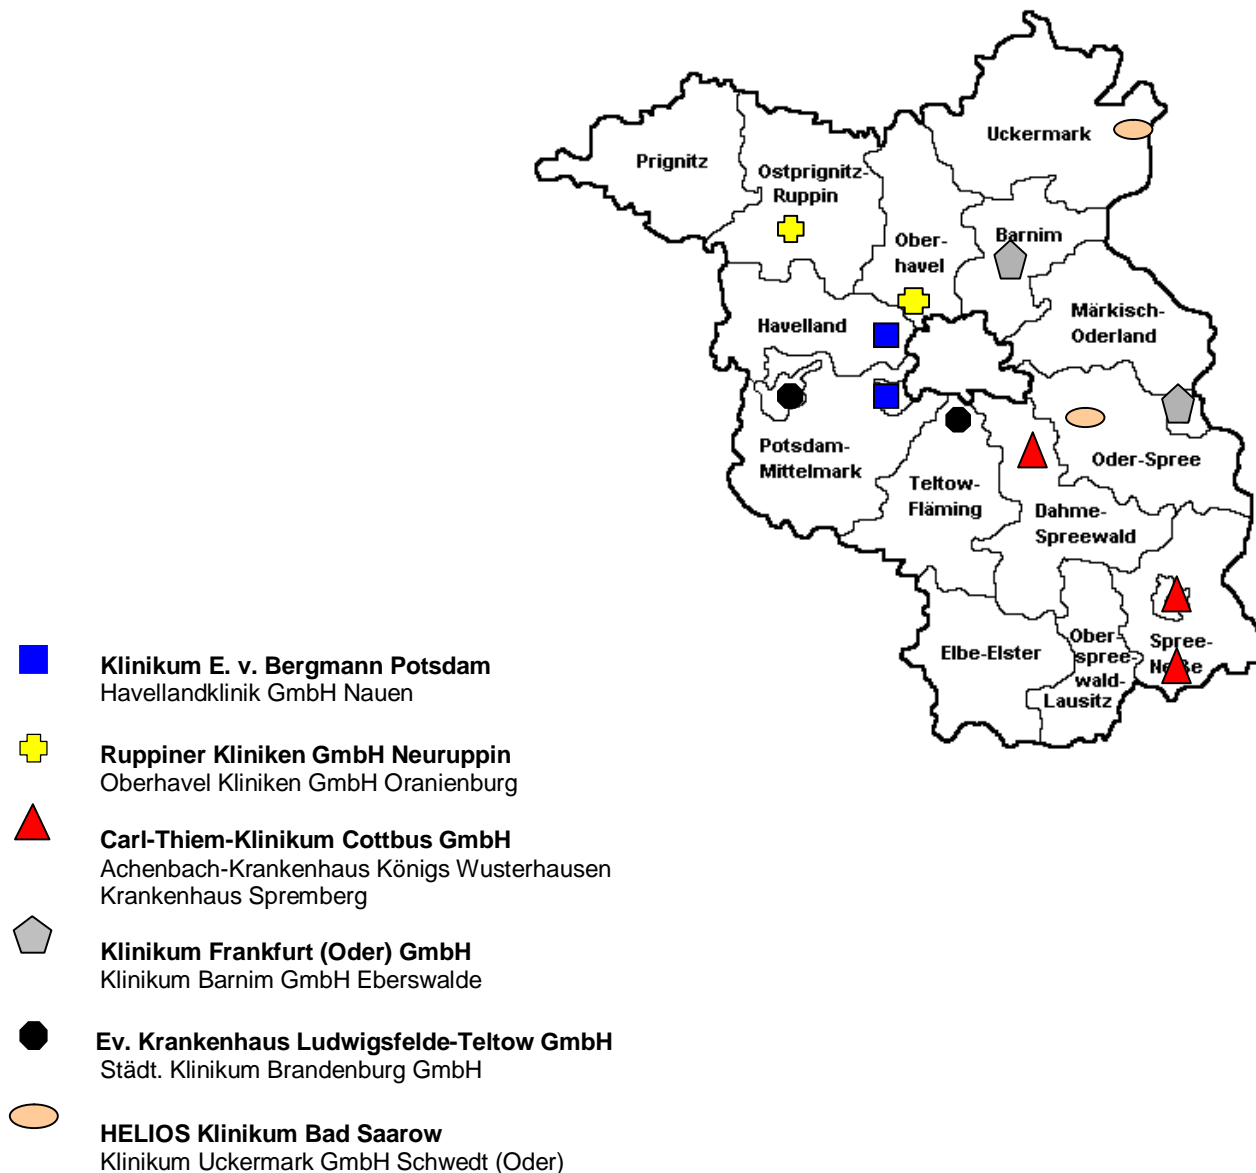 Uckermark
Prignitz
Ostprignitz-
Ruppin
Ober-
havel
Barnim
Havelland
Märkisch-
Oderland
Potsdam-
Mittelmark
Teltow-
Fläming
Oder-Spree
Dahme-
Spreewald
Elbe-Elster
Ober
spree-
wald-
Lausitz
Spree-
Neiße
Klinikum E. v. Bergmann Potsdam
Havellandklinik GmbH Nauen
Ruppiner Kliniken GmbH Neuruppin
Oberhavel Kliniken GmbH Oranienburg
Carl-Thiem-Klinikum Cottbus GmbH
Achenbach-Krankenhaus Königs Wusterhausen
Krankenhaus Spremberg
Klinikum Frankfurt (Oder) GmbH
Klinikum Barnim GmbH Eberswalde
Ev. Krankenhaus Ludwigsfelde-Teltow GmbH
Städt. Klinikum Brandenburg GmbH
HELIOS Klinikum Bad Saarow
Klinikum Uckermark GmbH Schwedt (Oder)